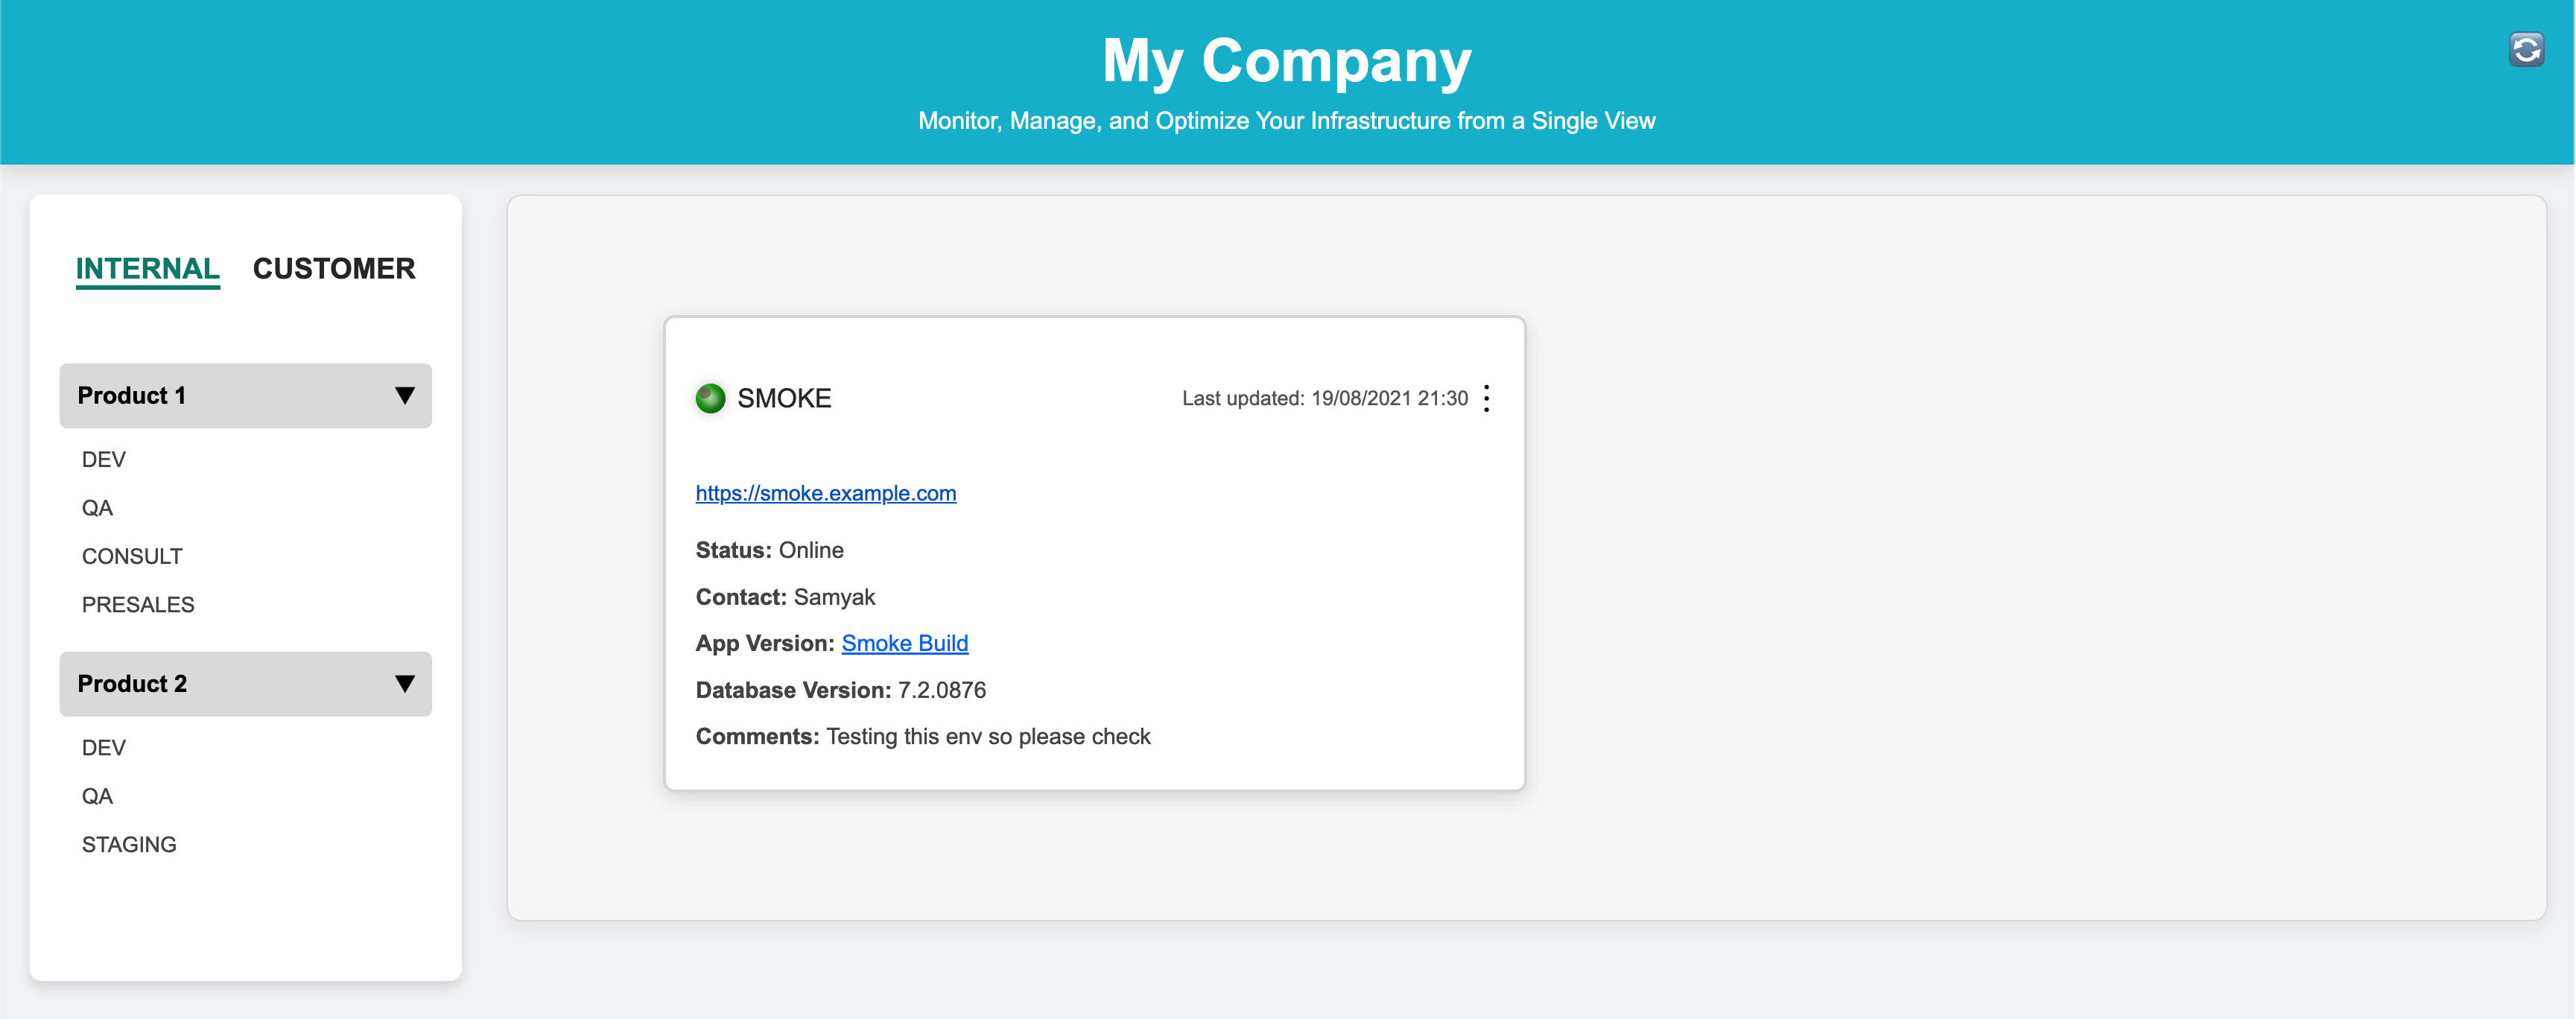 My Company
Monitor, Manage, and Optimize Your Infrastructure from a Single View
INTERNAL CUSTOMER
Product 1 ▼
DEV
QA
CONSULT
PRESALES
Product 2 ▼
DEV
QA
STAGING
SMOKE
Last updated: 19/08/2021 21:30
https://smoke.example.com
Status: Online
Contact: Samyak
App Version: Smoke Build
Database Version: 7.2.0876
Comments: Testing this env so please check